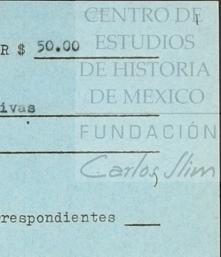 CENTRO DE
R $ 50.00 ESTUDIOS
DE HISTORIA
DE MEXICO
ivas
FUNDACIÓN
Carlos Slim
respondientes